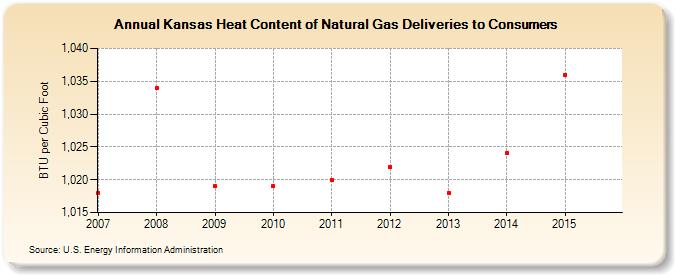 Annual Kansas Heat Content of Natural Gas Deliveries to Consumers
BTU per Cubic Foot
1,040
1,035
1,030
1,025
1,020
1,015
2007 2008 2009 2010 2011 2012 2013 2014 2015
Source: U.S. Energy Information Administration